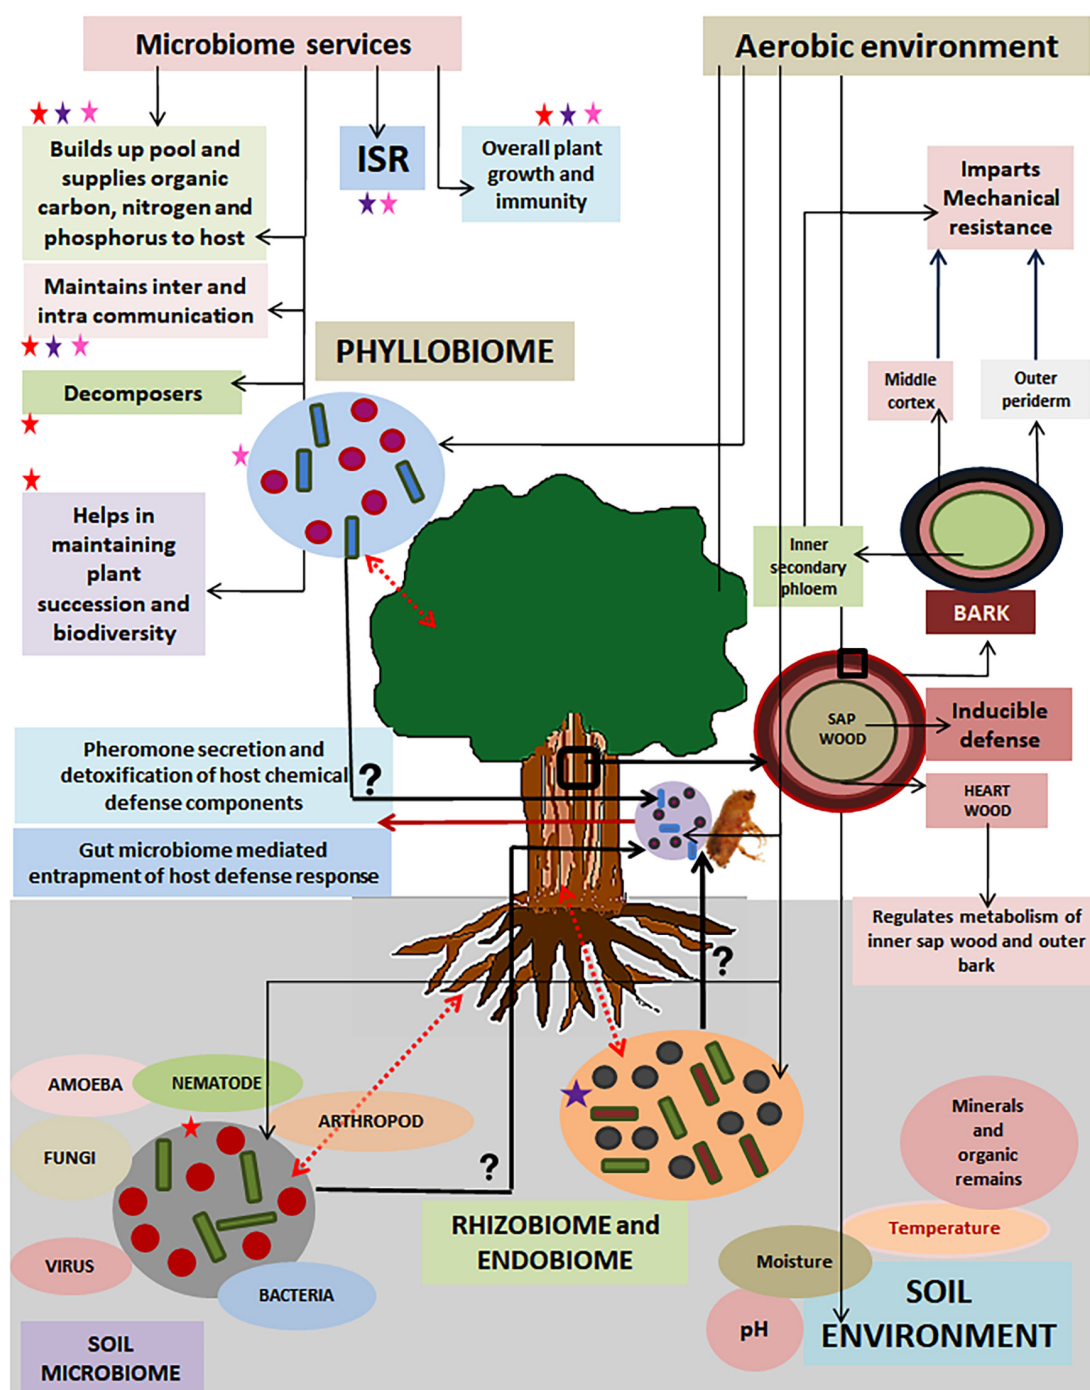 Microbiome services
Aerobic environment
Builds up pool and
supplies organic
carbon, nitrogen and
phosphorus to host
ISR
Overall plant
growth and
immunity
Imparts
Mechanical
resistance
Maintains inter and
intra communication
PHYLLOBIOME
Decomposers
Middle
cortex
Outer
periderm
Helps in
maintaining
plant
succession and
biodiversity
Inner
secondary
phloem
BARK
SAP
WOOD
Inducible
defense
Pheromone secretion and
detoxification of host chemical
defense components
?
HEART
WOOD
Gut microbiome mediated
entrapment of host defense response
Regulates metabolism of
inner sap wood and outer
bark
?
AMOEBA
NEMATODE
ARTHROPOD
FUNGI
?
Minerals
and
organic
remains
RHIZOBIOME and
ENDOBIOME
Temperature
VIRUS
Moisture
BACTERIA
SOIL
ENVIRONMENT
pH
SOIL
MICROBIOME